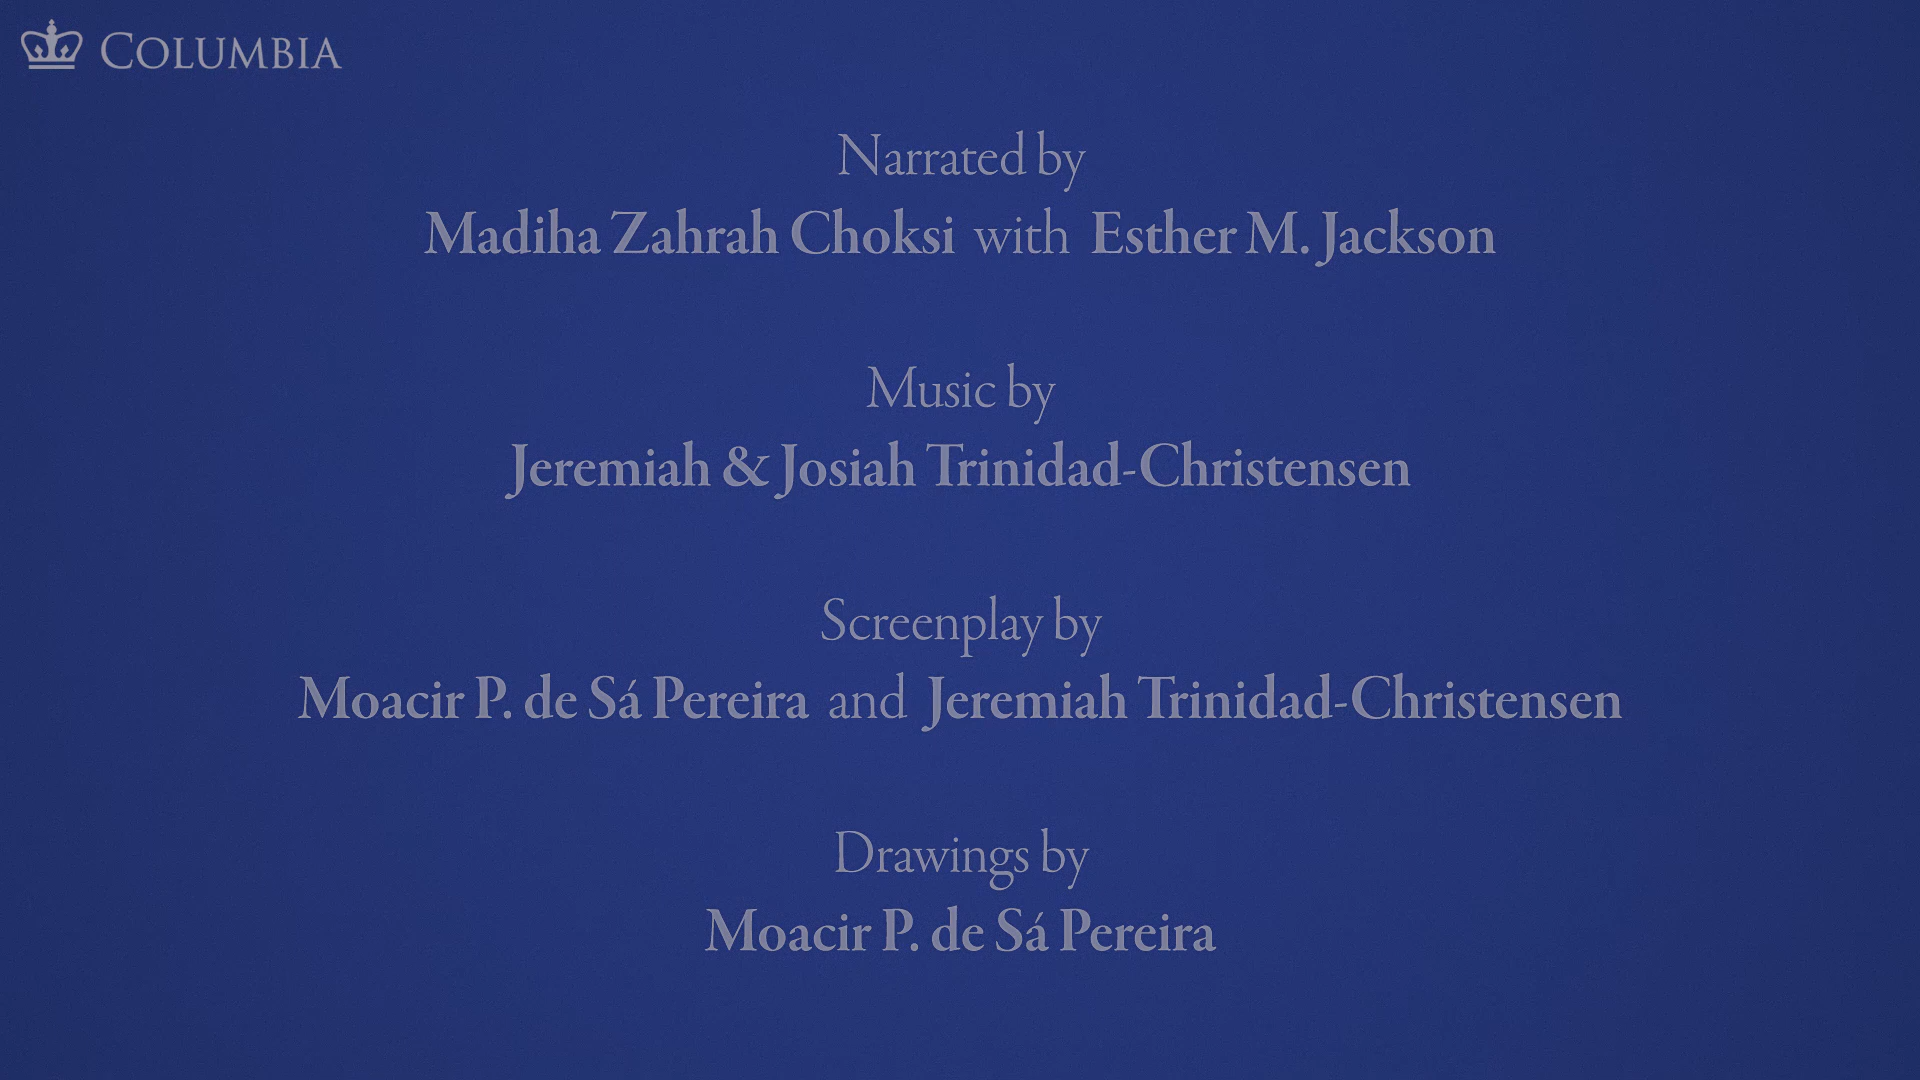 COLUMBIA
Narrated by
Madiha Zahrah Choksi with Esther M. Jackson
Music by
Jeremiah & Josiah Trinidad-Christensen
Screenplay by
Moacir P. de Sá Pereira and Jeremiah Trinidad-Christensen
Drawings by
Moacir P. de Sá Pereira